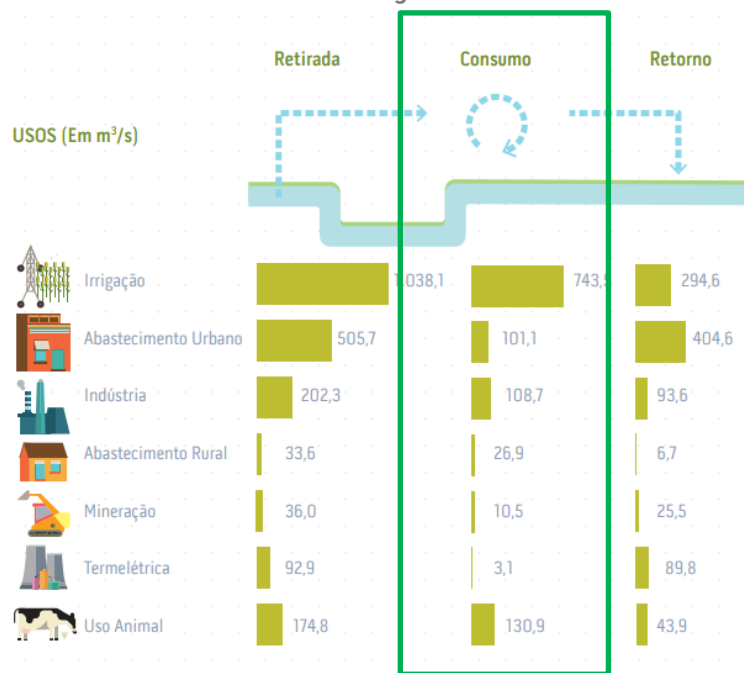 Retirada Consumo Retorno
USOS (Em m³/s)
Irrigação 1.038,1 743,5 294,6
Abastecimento Urbano 505,7 101,1 404,6
Indústria 202,3 108,7 93,6
Abastecimento Rural 33,6 26,9 6,7
Mineração 36,0 10,5 25,5
Termelétrica 92,9 3,1 89,8
Uso Animal 174,8 130,9 43,9